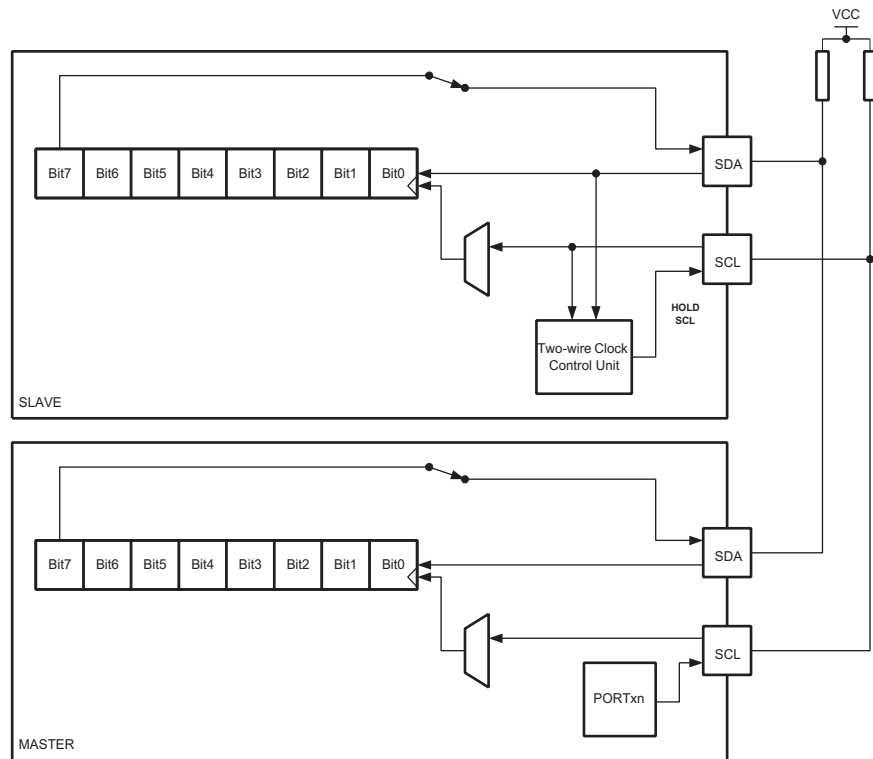 VCC
Bit7 Bit6 Bit5 Bit4 Bit3 Bit2 Bit1 Bit0
SDA
SCL
HOLD
SCL
Two-wire Clock
Control Unit
SLAVE
Bit7 Bit6 Bit5 Bit4 Bit3 Bit2 Bit1 Bit0
SDA
SCL
PORTxn
MASTER